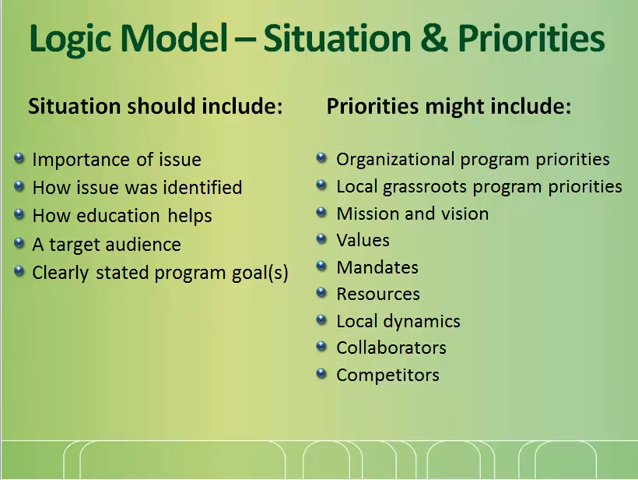 Logic Model – Situation & Priorities
Situation should include:
Importance of issue
How issue was identified
How education helps
A target audience
Clearly stated program goal(s)
Priorities might include:
Organizational program priorities
Local grassroots program priorities
Mission and vision
Values
Mandates
Resources
Local dynamics
Collaborators
Competitors